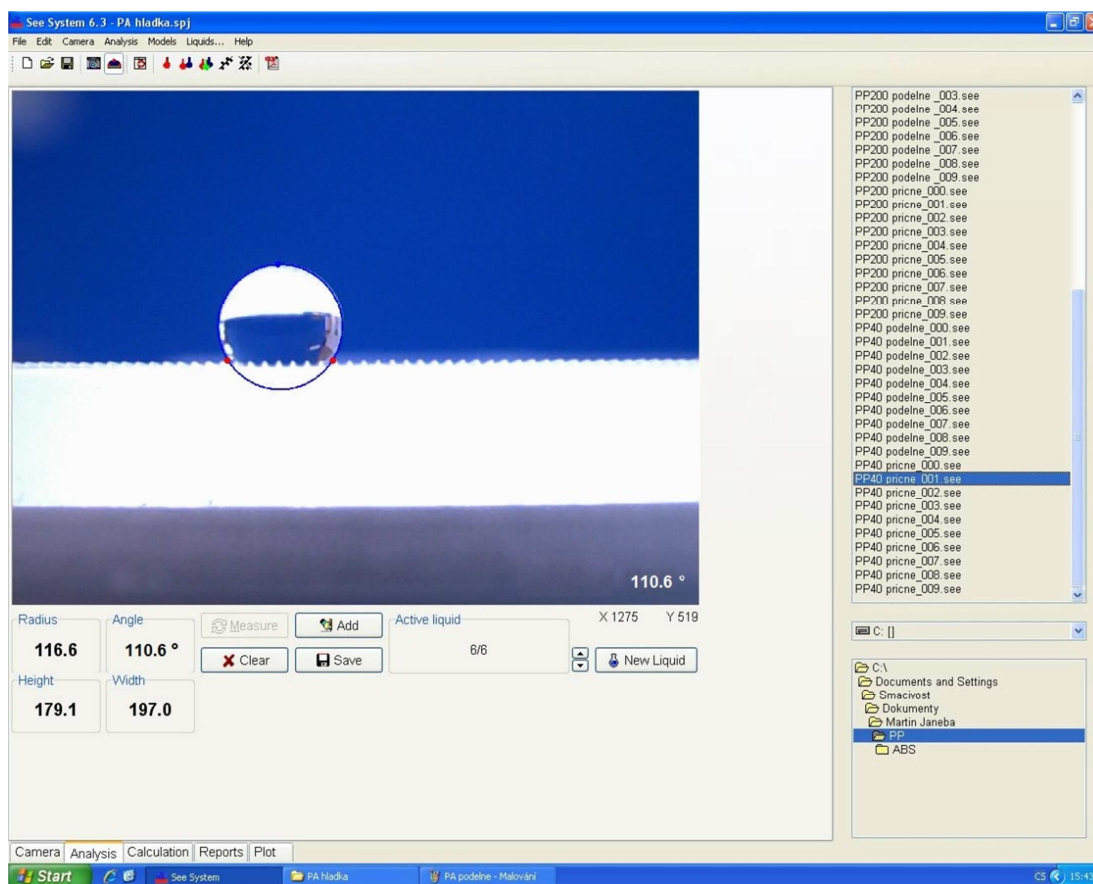 See System 6.3 - PA hladka.spj
File Edit Camera Analysis Models Liquids... Help
110.6 °
Radius
116.6
Angle
110.6 °
Measure
Add
Clear
Save
Active liquid
6/6
X 1275 Y 519
New Liquid
Height
179.1
Width
197.0
PP200 podelne _003.see
PP200 podelne _004.see
PP200 podelne _005.see
PP200 podelne _006.see
PP200 podelne _007.see
PP200 podelne _008.see
PP200 podelne _009.see
PP200 pricne_000.see
PP200 pricne_001.see
PP200 pricne_002.see
PP200 pricne_003.see
PP200 pricne_004.see
PP200 pricne_005.see
PP200 pricne_006.see
PP200 pricne_007.see
PP200 pricne_008.see
PP200 pricne_009.see
PP40 podelne_000.see
PP40 podelne_001.see
PP40 podelne_002.see
PP40 podelne_003.see
PP40 podelne_004.see
PP40 podelne_005.see
PP40 podelne_006.see
PP40 podelne_007.see
PP40 podelne_008.see
PP40 podelne_009.see
PP40 pricne_000.see
PP40 pricne_001.see
PP40 pricne_002.see
PP40 pricne_003.see
PP40 pricne_004.see
PP40 pricne_005.see
PP40 pricne_006.see
PP40 pricne_007.see
PP40 pricne_008.see
PP40 pricne_009.see
C: []
C:\
Documents and Settings
Smacivost
Dokumenty
Martin Janeba
PP
ABS
Camera Analysis Calculation Reports Plot
Start See System PA hladka PA podelne - Malování CS 15:43